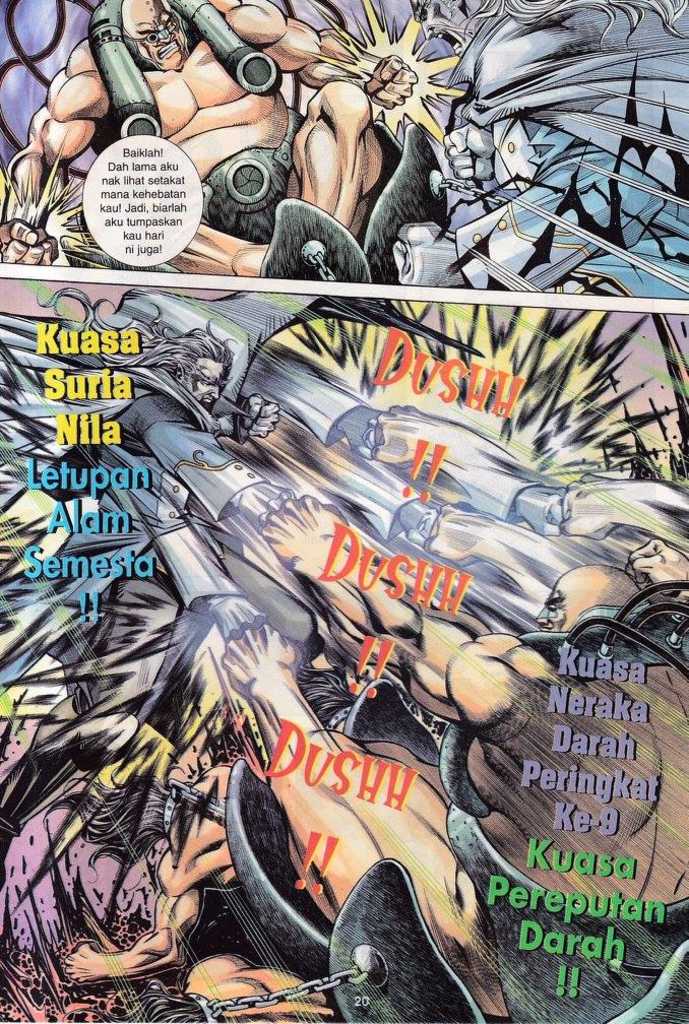 Baiklah!
Dah lama aku
nak lihat setakat
mana kehebatan
kau! Jadi, biarlah
aku tumpaskan
kau hari
ni juga!
Kuasa
Suria
Nila
Letupan
Alam
Semesta
!!
Dushh
!!
Dushh
!!
Dushh
!!
Kuasa
Neraka
Darah
Peringkat
Ke-9
Kuasa
Pereputan
Darah
!!
20